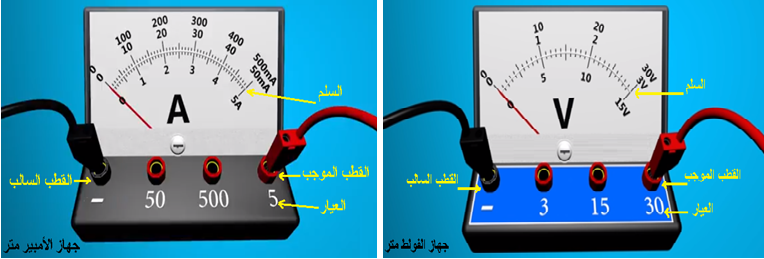 0 100 200 300 400 500mA
0 10 20 30 40 50mA
0 1 2 3 4 5A
السلم
A
القطب السالب
القطب الموجب
العيار
- 50 500 5
جهاز الأمبير متر
0 10 20 30V
0 1 2 3V
0 5 10 15V
السلم
V
القطب السالب
القطب الموجب
العيار
- 3 15 30
جهاز الفولط متر